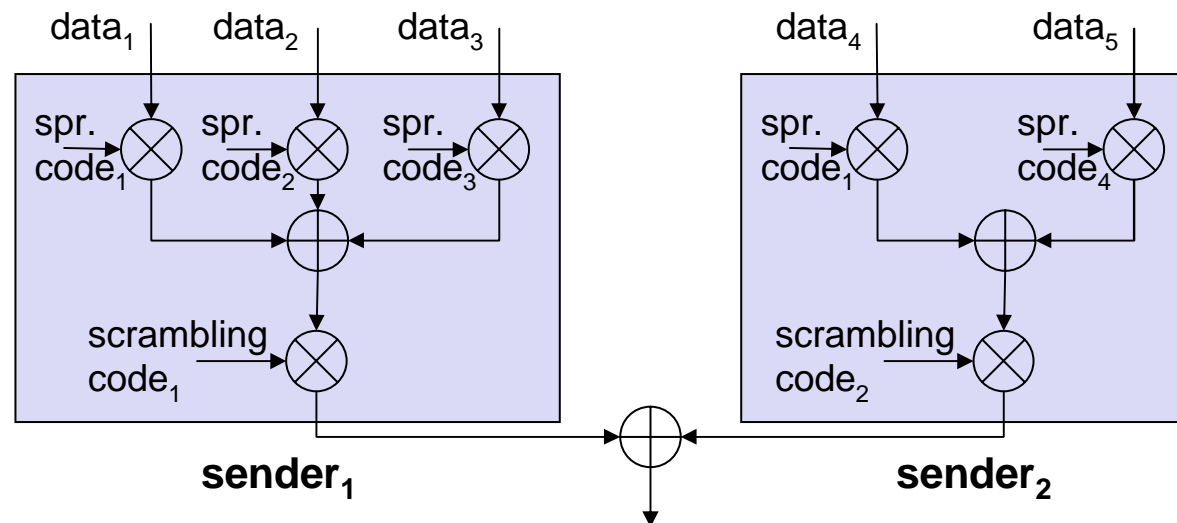 data₁ data₂ data₃ data₄ data₅
spr. spr. spr. spr. spr.
code₁ code₂ code₃ code₁ code₄
scrambling scrambling
code₁ code₂
sender₁ sender₂